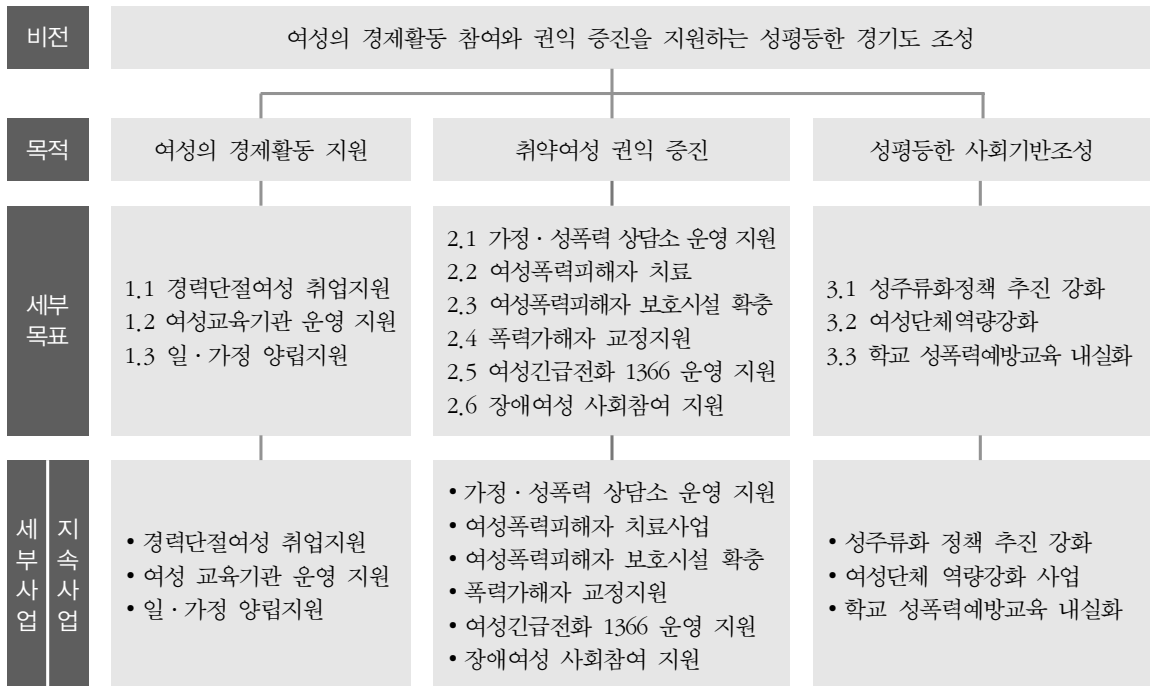 비전
여성의 경제활동 참여와 권익 증진을 지원하는 성평등한 경기도 조성
목적
여성의 경제활동 지원
취약여성 권익 증진
성평등한 사회기반조성
세부
목표
1.1 경력단절여성 취업지원
1.2 여성교육기관 운영 지원
1.3 일·가정 양립지원
2.1 가정·성폭력 상담소 운영 지원
2.2 여성폭력피해자 치료
2.3 여성폭력피해자 보호시설 확충
2.4 폭력가해자 교정지원
2.5 여성긴급전화 1366 운영 지원
2.6 장애여성 사회참여 지원
3.1 성주류화정책 추진 강화
3.2 여성단체역량강화
3.3 학교 성폭력예방교육 내실화
세부사업
지속사업
• 경력단절여성 취업지원
• 여성 교육기관 운영 지원
• 일·가정 양립지원
• 가정·성폭력 상담소 운영 지원
• 여성폭력피해자 치료사업
• 여성폭력피해자 보호시설 확충
• 폭력가해자 교정지원
• 여성긴급전화 1366 운영 지원
• 장애여성 사회참여 지원
• 성주류화 정책 추진 강화
• 여성단체 역량강화 사업
• 학교 성폭력예방교육 내실화